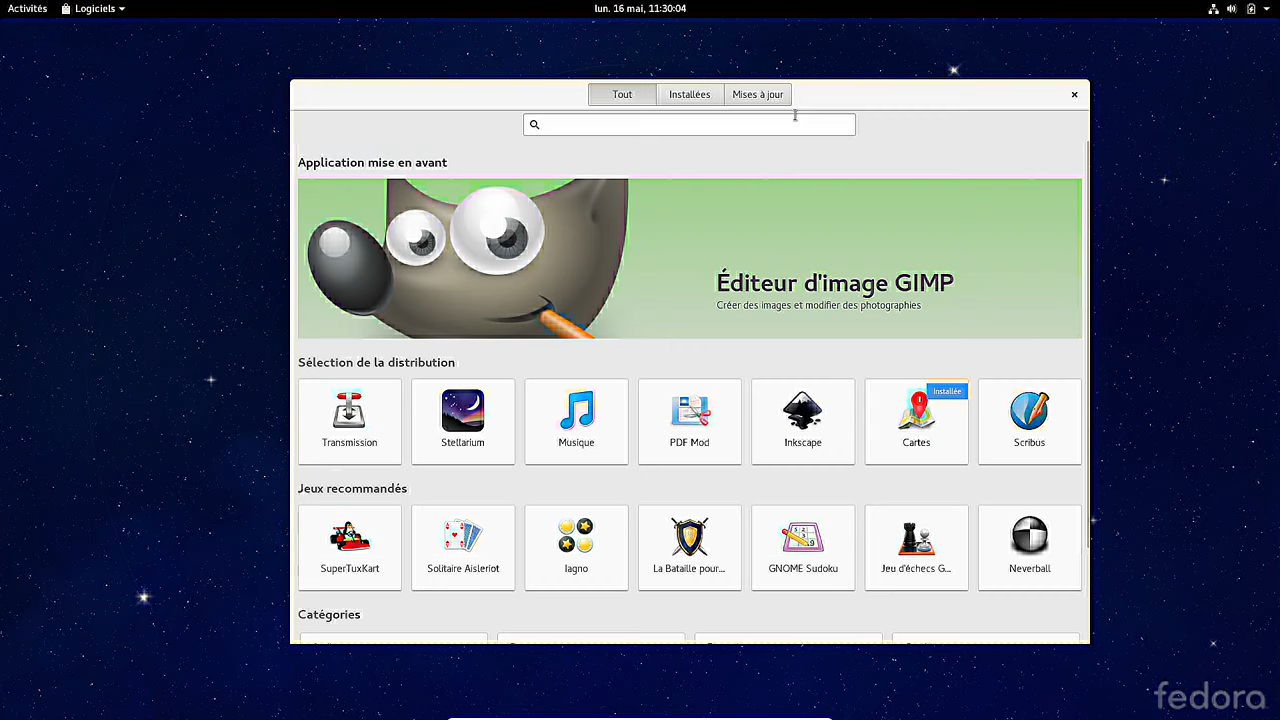 Activités Logiciels lun. 16 mai, 11:30:04
Tout Installées Mises à jour
Application mise en avant
Éditeur d'image GIMP
Créer des images et modifier des photographies
Sélection de la distribution
Installée
Transmission Stellarium Musique PDF Mod Inkscape Cartes Scribus
Jeux recommandés
SuperTuxKart Solitaire Aisleriot Iagno La Bataille pour... GNOME Sudoku Jeu d'échecs G... Neverball
Catégories
fedora